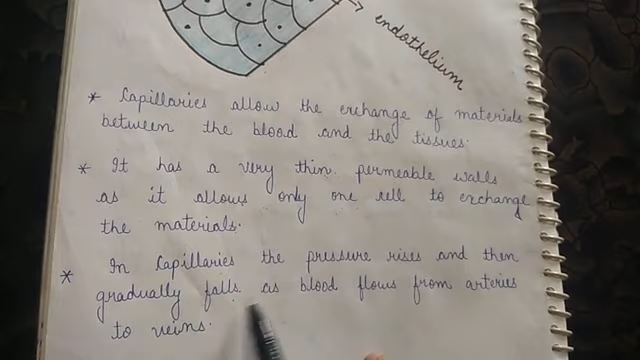 endothelium
* Capillaries allow the exchange of materials
between the blood and the tissues.
* It has a very thin permeable walls
as it allows only one cell to exchange
the materials.
* In Capillaries the pressure rises and then
gradually falls as blood flows from arteries
to veins.